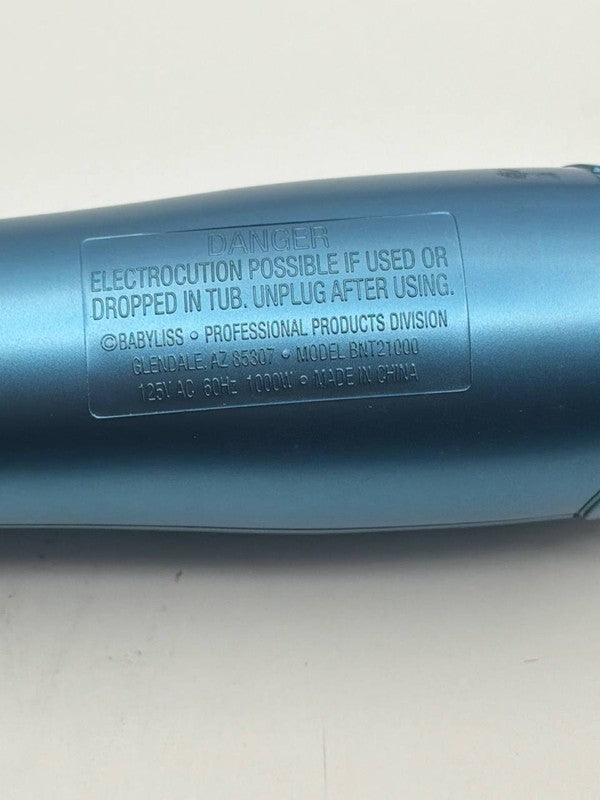 DANGER
ELECTROCUTION POSSIBLE IF USED OR
DROPPED IN TUB. UNPLUG AFTER USING.
©BABYLISS • PROFESSIONAL PRODUCTS DIVISION
GLENDALE, AZ 85307 • MODEL BNT21000
125V AC 60Hz 1000W • MADE IN CHINA